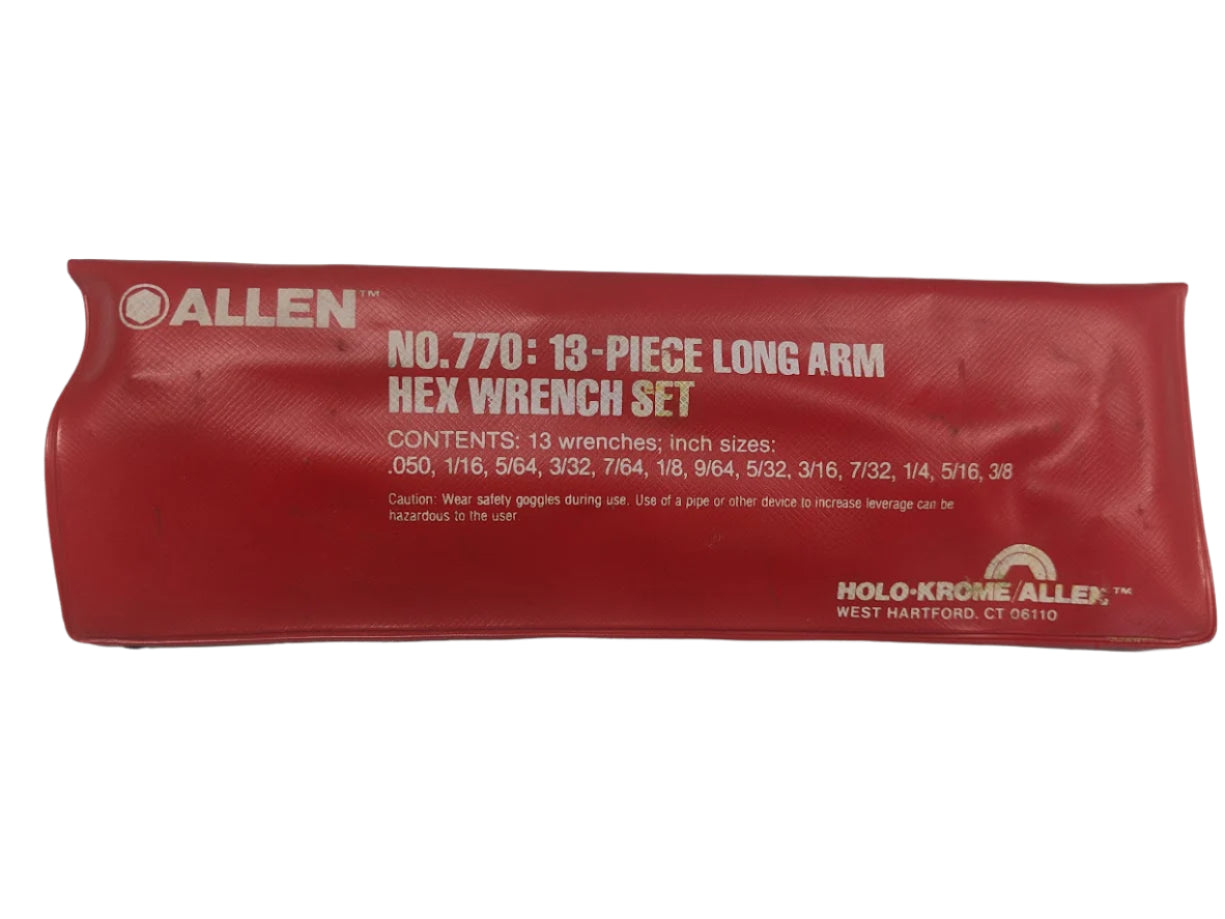 ALLEN™
NO.770: 13-PIECE LONG ARM
HEX WRENCH SET
CONTENTS: 13 wrenches; inch sizes:
.050, 1/16, 5/64, 3/32, 7/64, 1/8, 9/64, 5/32, 3/16, 7/32, 1/4, 5/16, 3/8
Caution: Wear safety goggles during use. Use of a pipe or other device to increase leverage can be
hazardous to the user.
HOLO•KROME/ALLEN™
WEST HARTFORD. CT 06110